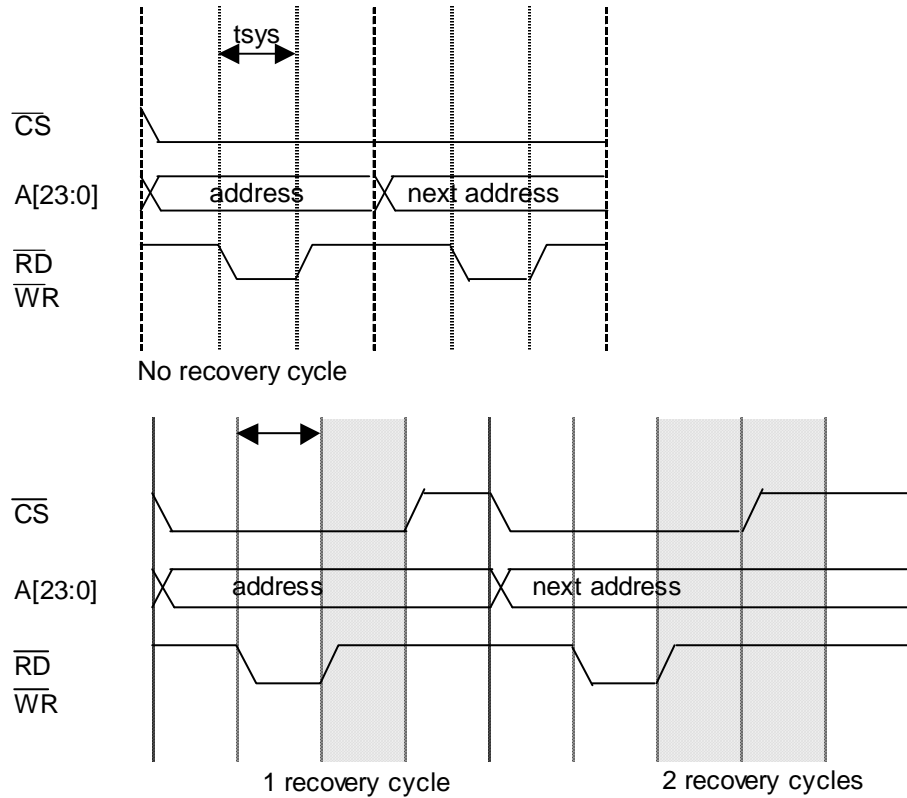 tsys
CS
A[23:0] address next address
RD
WR
No recovery cycle
CS
A[23:0] address next address
RD
WR
1 recovery cycle 2 recovery cycles